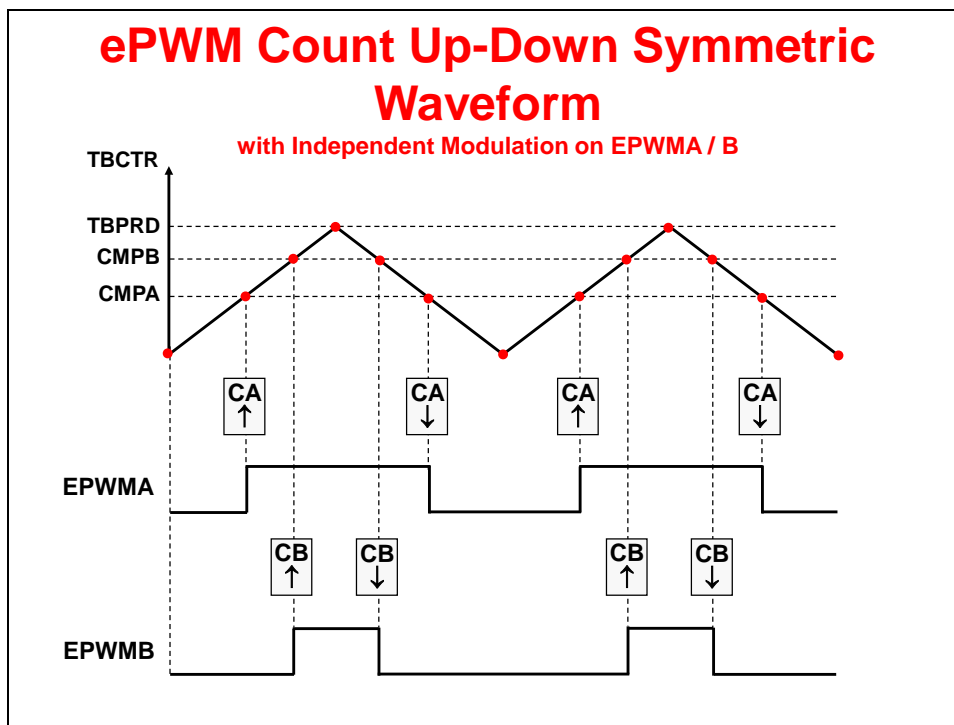 ePWM Count Up-Down Symmetric
Waveform
with Independent Modulation on EPWMA / B
TBCTR
TBPRD
CMPB
CMPA
CA
↑
CA
↓
CA
↑
CA
↓
EPWMA
CB
↑
CB
↓
CB
↑
CB
↓
EPWMB